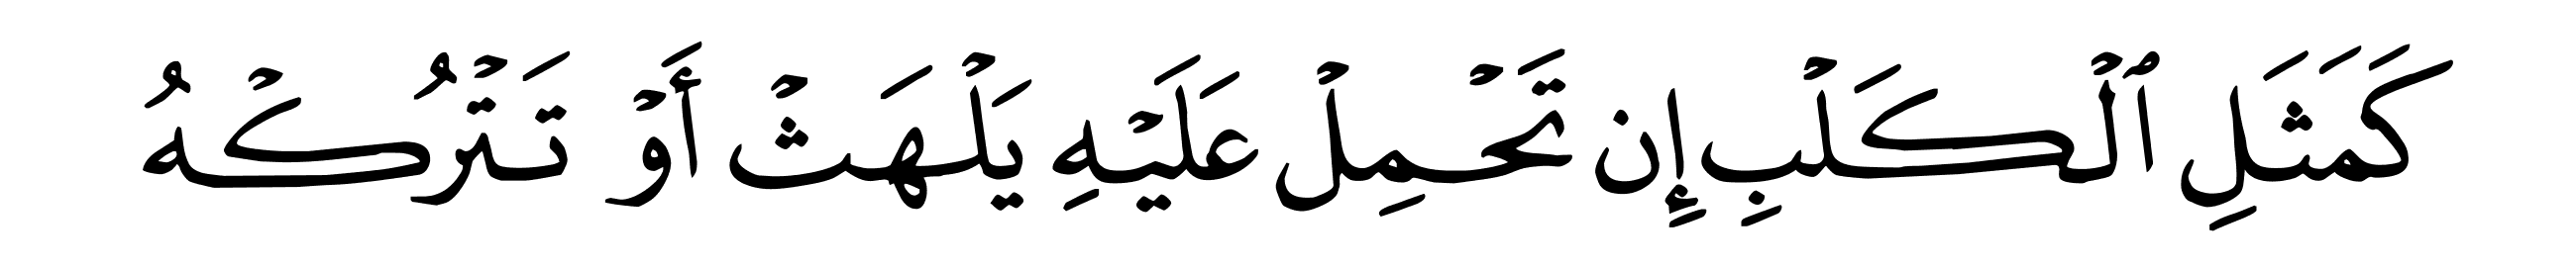 كَمَثَلِ ٱلْكَلْبِ إِن تَحْمِلْ عَلَيْهِ يَلْهَثْ أَوْ تَتْرُكْهُ